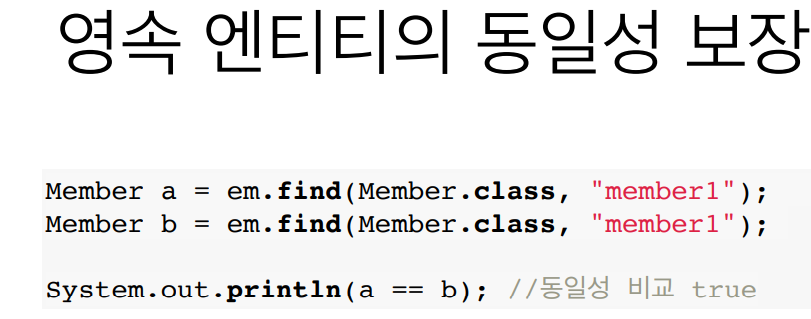 영속 엔티티의 동일성 보장
Member a = em.find(Member.class, "member1");
Member b = em.find(Member.class, "member1");
System.out.println(a == b); //동일성 비교 true